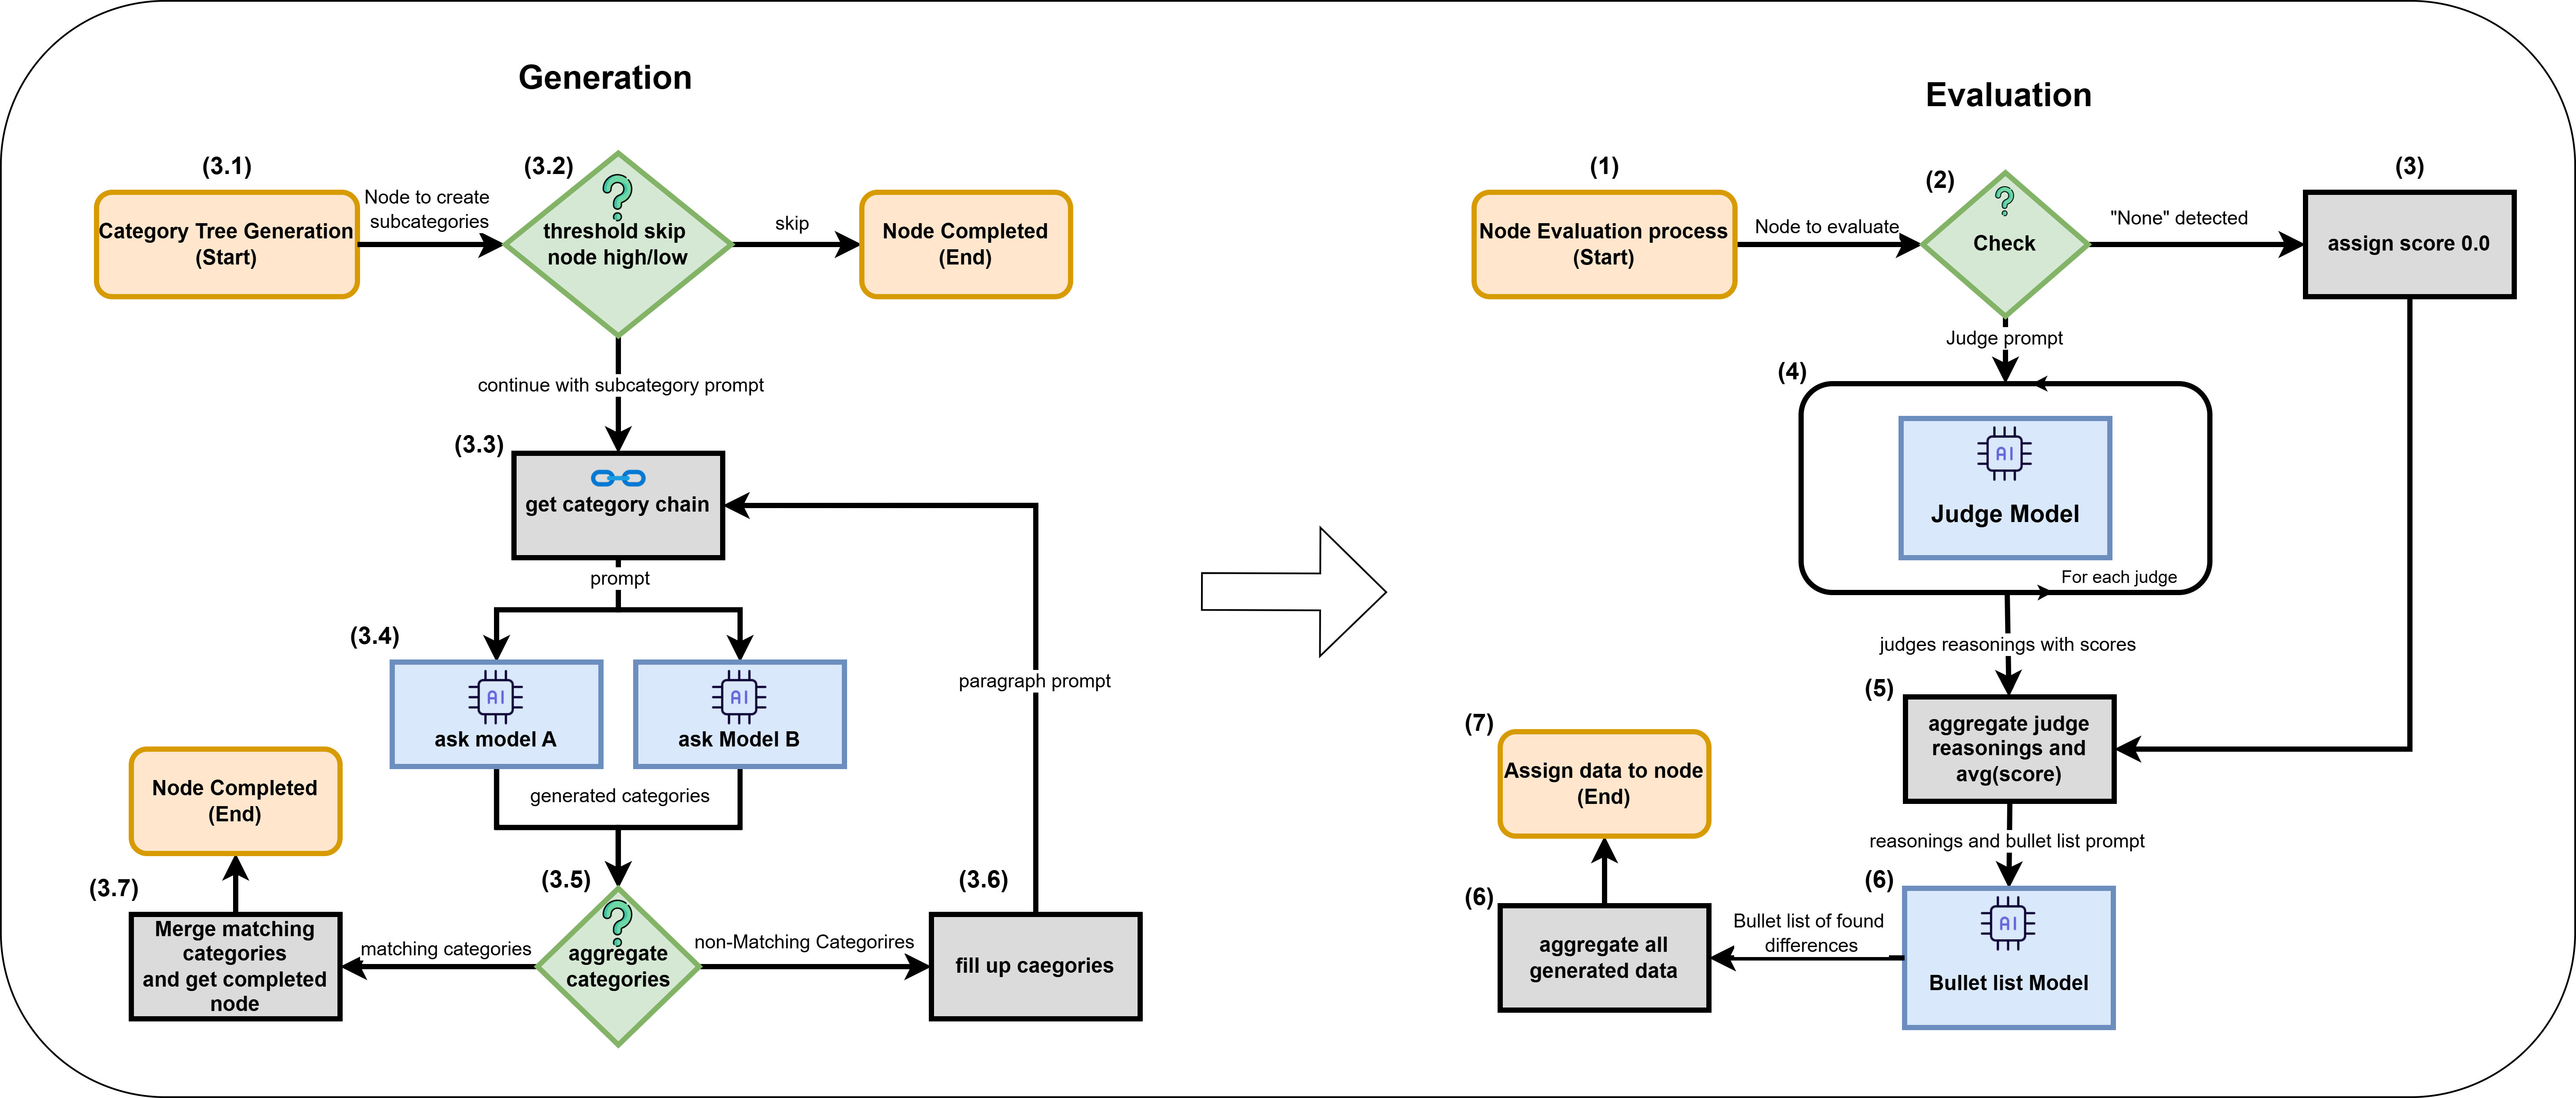 Generation
(3.1)
Category Tree Generation
(Start)
Node to create
subcategories
(3.2)
threshold skip
node high/low
skip
Node Completed
(End)
continue with subcategory prompt
(3.3)
get category chain
prompt
(3.4)
AI
ask model A
AI
ask Model B
generated categories
paragraph prompt
(3.5)
aggregate
categories
non-Matching Categorires
(3.6)
fill up caegories
matching categories
(3.7)
Merge matching
categories
and get completed
node
Node Completed
(End)
Evaluation
(1)
Node Evaluation process
(Start)
Node to evaluate
(2)
Check
"None" detected
(3)
assign score 0.0
Judge prompt
(4)
AI
Judge Model
For each judge
judges reasonings with scores
(5)
aggregate judge
reasonings and
avg(score)
reasonings and bullet list prompt
(6)
AI
Bullet list Model
Bullet list of found
differences
(6)
aggregate all
generated data
(7)
Assign data to node
(End)